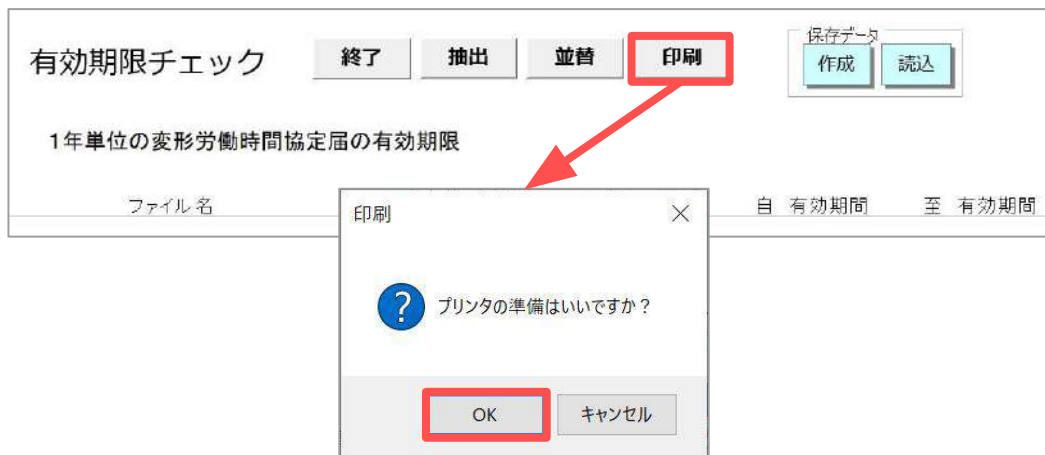 保存データ
有効期限チェック 終了 抽出 並替 印刷 作成 読込
1年単位の変形労働時間協定届の有効期限
ファイル名 自 有効期間 至 有効期間
印刷
?
プリンタの準備はいいですか？
OK キャンセル